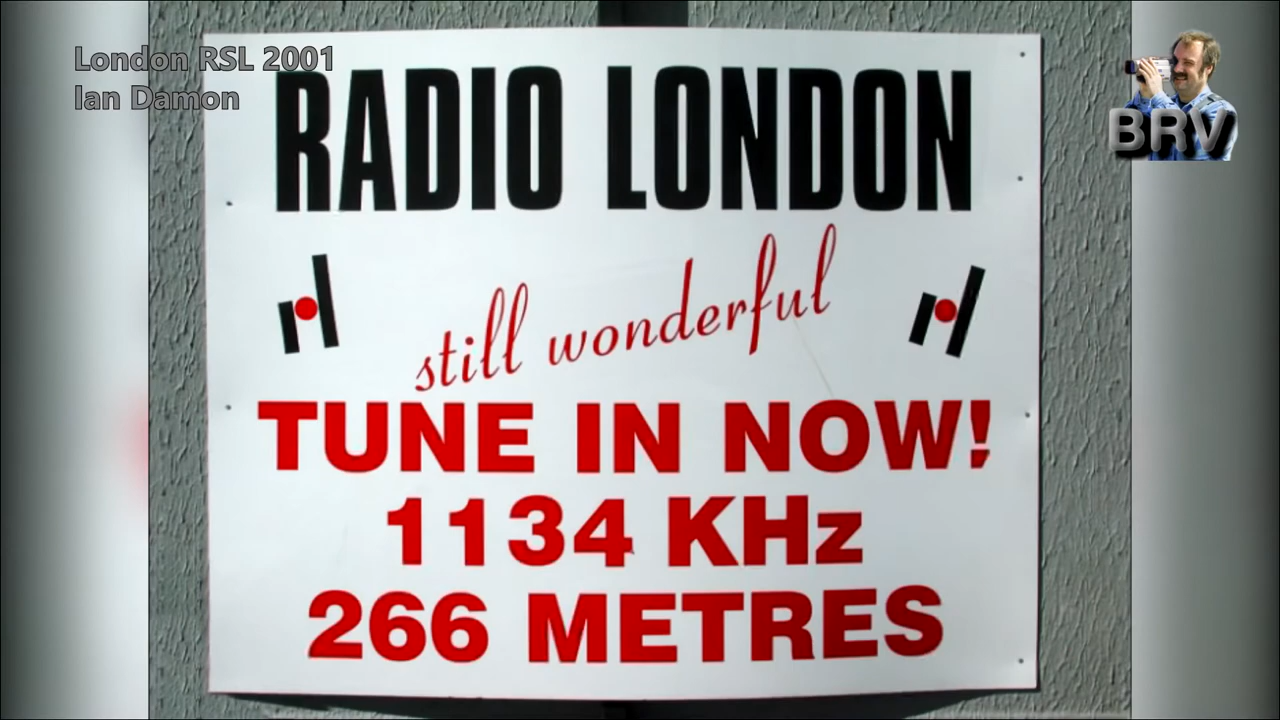 London RSL 2001
Ian Damon
BRV
RADIO LONDON
still wonderful
TUNE IN NOW!
1134 KHz
266 METRES